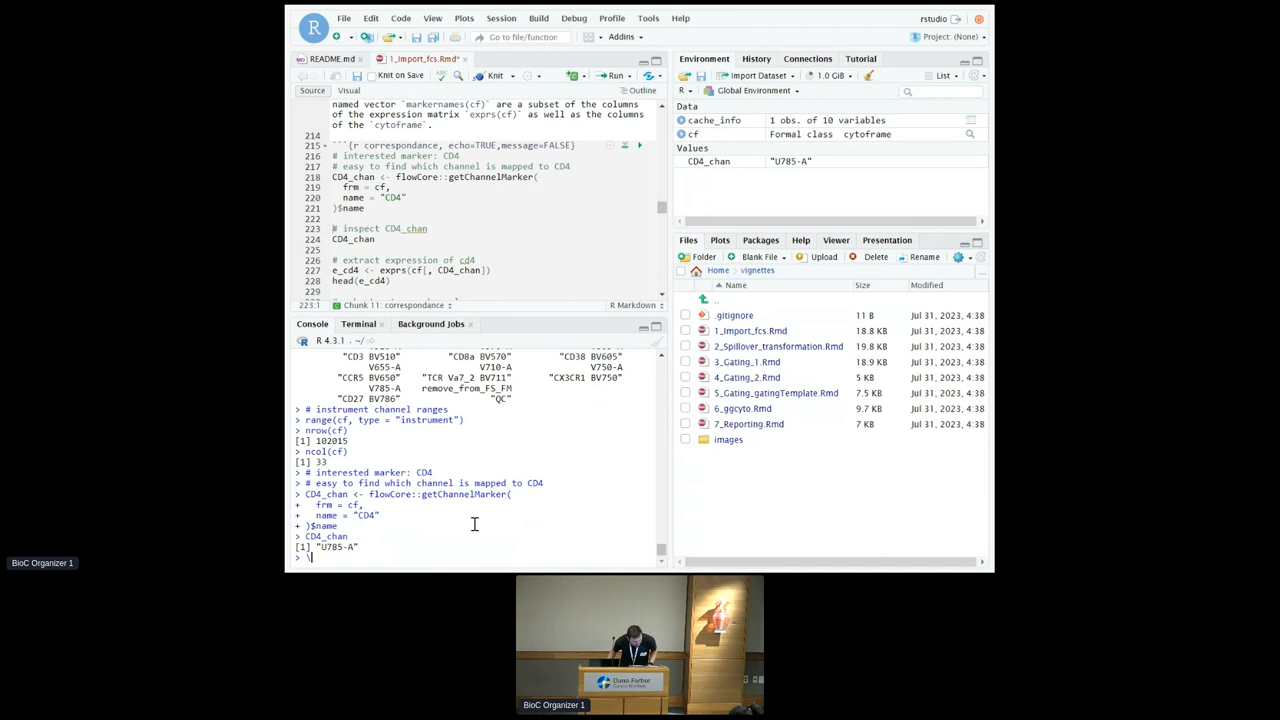 File Edit Code View Plots Session Build Debug Profile Tools Help
rstudio
Go to file/function
Addins
Project: (None)
README.md
1_Import_fcs.Rmd*
Knit on Save
Knit
Run
Source Visual
Outline
named vector `markernames(cf)` are a subset of the columns
of the expression matrix `exprs(cf)` as well as the columns
of the `cytoframe`.
214
215 ```{r correspondance, echo=TRUE,message=FALSE}
216 # interested marker: CD4
217 # easy to find which channel is mapped to CD4
218 CD4_chan <- flowCore::getChannelMarker(
219 frm = cf,
220 name = "CD4"
221 )$name
222
223 # inspect CD4_chan
224 CD4_chan
225
226 # extract expression of cd4
227 e_cd4 <- exprs(cf[, CD4_chan])
228 head(e_cd4)
223:1
Chunk 11: correspondance
R Markdown
Console Terminal Background Jobs
R 4.3.1 . ~/
"CD3 BV510" "CD8a BV570" "CD38 BV605"
V655-A V710-A V750-A
"CCR5 BV650" "TCR Va7_2 BV711" "CX3CR1 BV750"
V785-A remove_from_FS_FM
"CD27 BV786" "QC"
> # instrument channel ranges
> range(cf, type = "instrument")
> nrow(cf)
[1] 102015
> ncol(cf)
[1] 33
> # interested marker: CD4
> # easy to find which channel is mapped to CD4
> CD4_chan <- flowCore::getChannelMarker(
+ frm = cf,
+ name = "CD4"
+ )$name
> CD4_chan
[1] "U785-A"
> \
Environment History Connections Tutorial
Import Dataset
1.0 GiB
List
R
Global Environment
Data
cache_info 1 obs. of 10 variables
cf Formal class cytoframe
Values
CD4_chan "U785-A"
Files Plots Packages Help Viewer Presentation
Folder Blank File Upload Delete Rename
Home vignettes
Name Size Modified
..
.gitignore 11 B Jul 31, 2023, 4:38
1_Import_fcs.Rmd 18.8 KB Jul 31, 2023, 4:38
2_Spillover_transformation.Rmd 19.8 KB Jul 31, 2023, 4:38
3_Gating_1.Rmd 18.9 KB Jul 31, 2023, 4:38
4_Gating_2.Rmd 5 KB Jul 31, 2023, 4:38
5_Gating_gatingTemplate.Rmd 7.5 KB Jul 31, 2023, 4:38
6_ggcyto.Rmd 9.7 KB Jul 31, 2023, 4:38
7_Reporting.Rmd 7 KB Jul 31, 2023, 4:38
images
BioC Organizer 1
Dana Farber
BioC Organizer 1